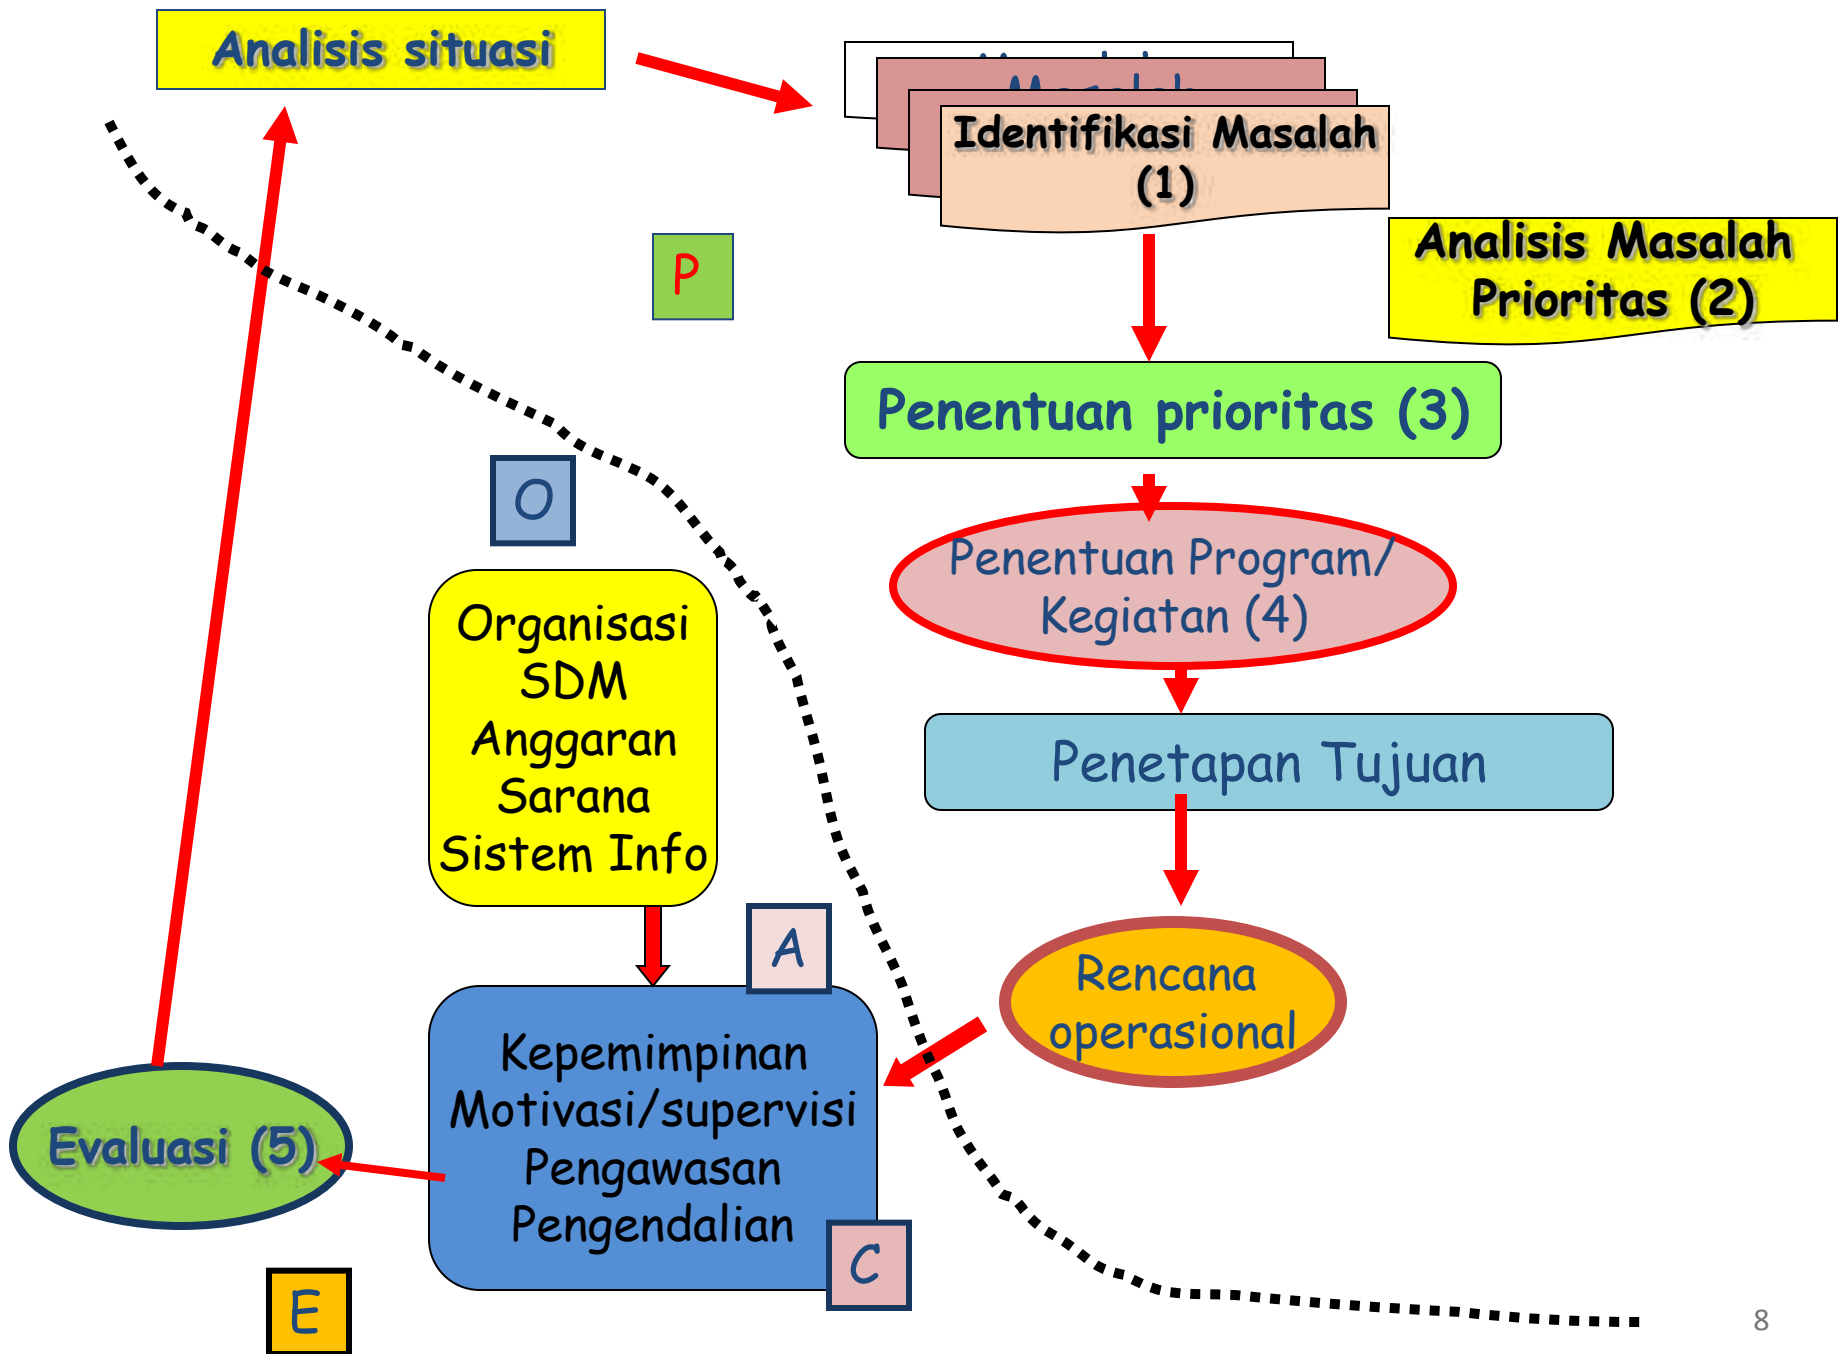 Analisis situasi
Masalah
Identifikasi Masalah
(1)
P
Analisis Masalah
Prioritas (2)
Penentuan prioritas (3)
O
Penentuan Program/
Kegiatan (4)
Organisasi
SDM
Anggaran
Sarana
Sistem Info
Penetapan Tujuan
A
Rencana
operasional
Kepemimpinan
Motivasi/supervisi
Pengawasan
Pengendalian
Evaluasi (5)
C
E
8